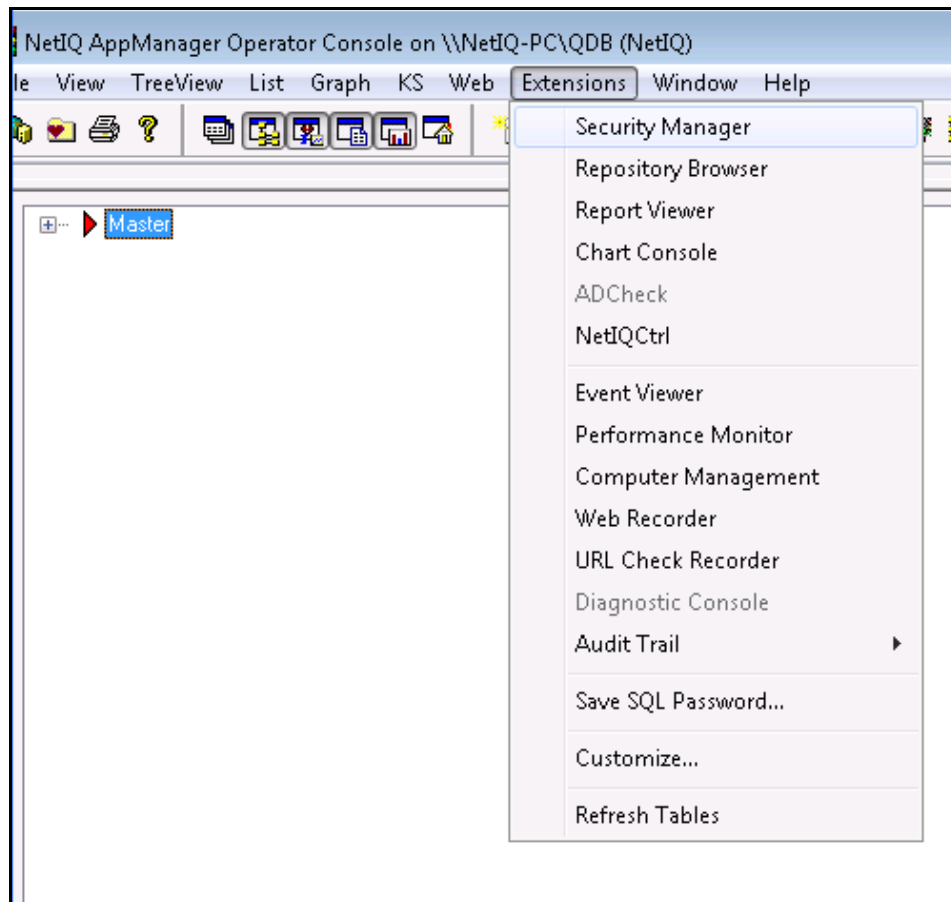 NetIQ AppManager Operator Console on \\NetIQ-PC\QDB (NetIQ)
le View TreeView List Graph KS Web Extensions Window Help
Security Manager
Repository Browser
Report Viewer
Chart Console
ADCheck
NetIQCtrl
Event Viewer
Performance Monitor
Computer Management
Web Recorder
URL Check Recorder
Diagnostic Console
Audit Trail
Save SQL Password...
Customize...
Refresh Tables
Master